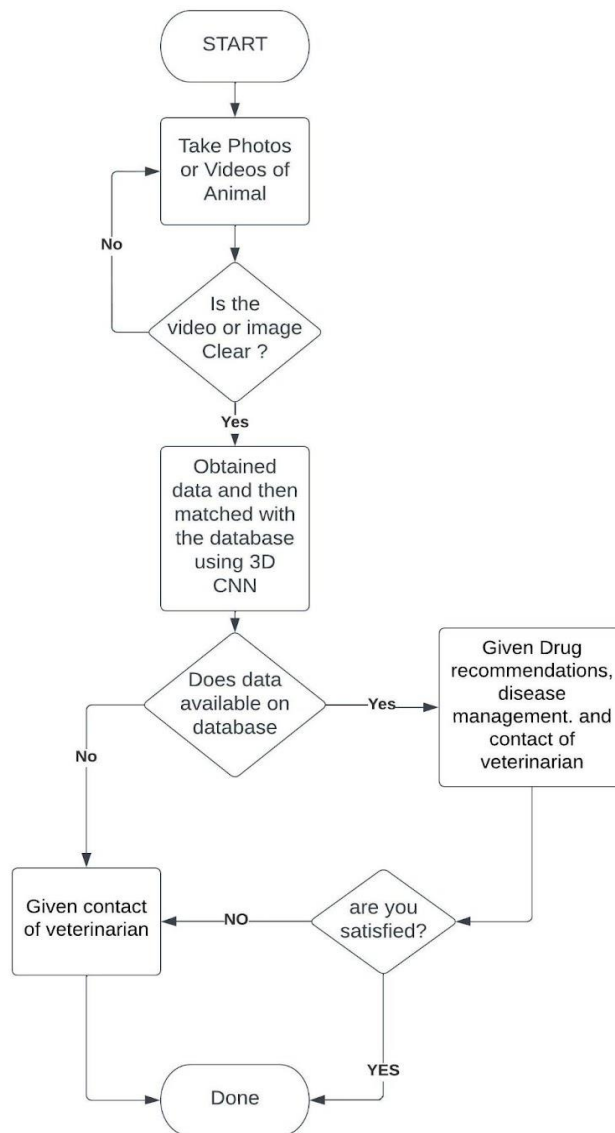 START
Take Photos
or Videos of
Animal
No
Is the
video or image
Clear ?
Yes
Obtained
data and then
matched with
the database
using 3D
CNN
Does data
available on
database
Yes
Given Drug
recommendations,
disease
management. and
contact of
veterinarian
No
Given contact
of veterinarian
NO
are you
satisfied?
YES
Done